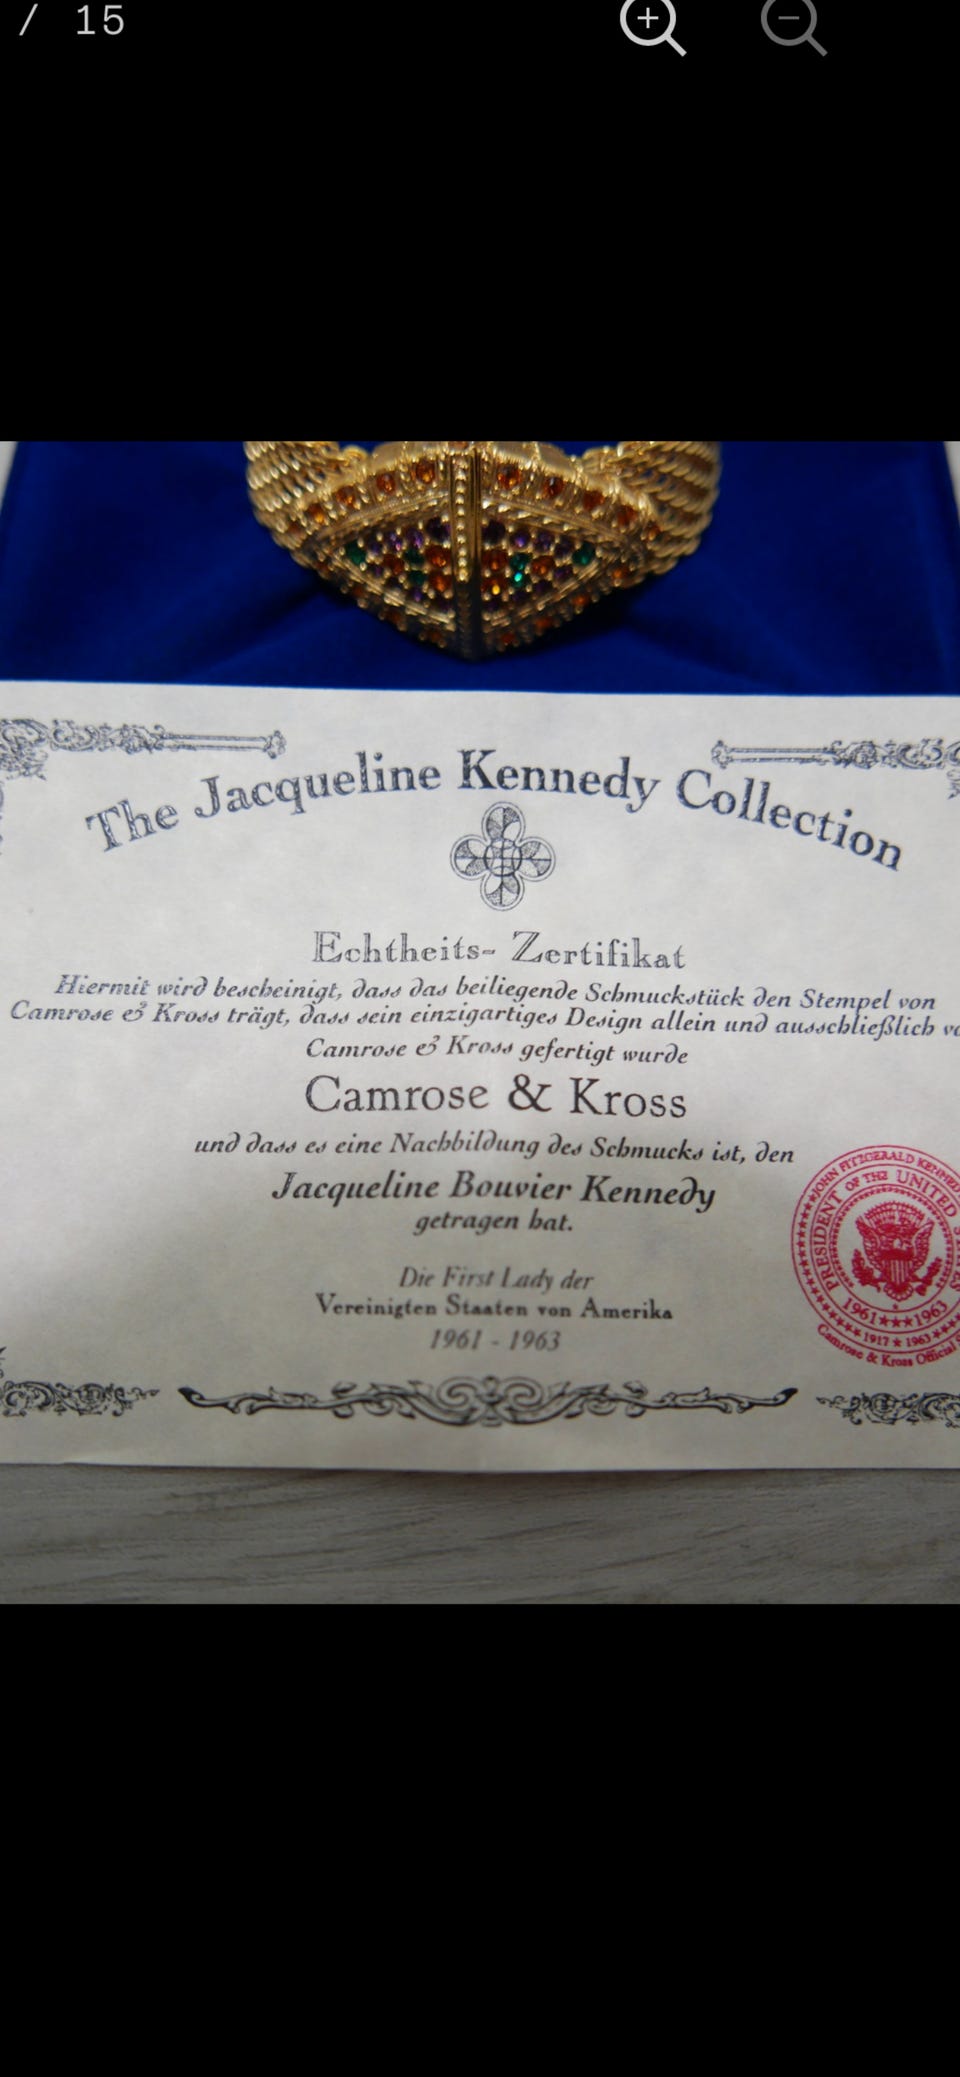 / 15
The Jacqueline Kennedy Collection
Echtheits- Zertifikat
Hiermit wird bescheinigt, dass das beiliegende Schmuckstück den Stempel von
Camrose & Kross trägt, dass sein einzigartiges Design allein und ausschließlich
Camrose & Kross gefertigt wurde
Camrose & Kross
und dass es eine Nachbildung des Schmucks ist, den
Jacqueline Bouvier Kennedy
getragen hat.
Die First Lady der
Vereinigten Staaten von Amerika
1961 - 1963
JOHN FITZGERALD
PRESIDENT OF THE UNITED
1961★★★1963
1917 ★ 1963
Camrose & Kross Official